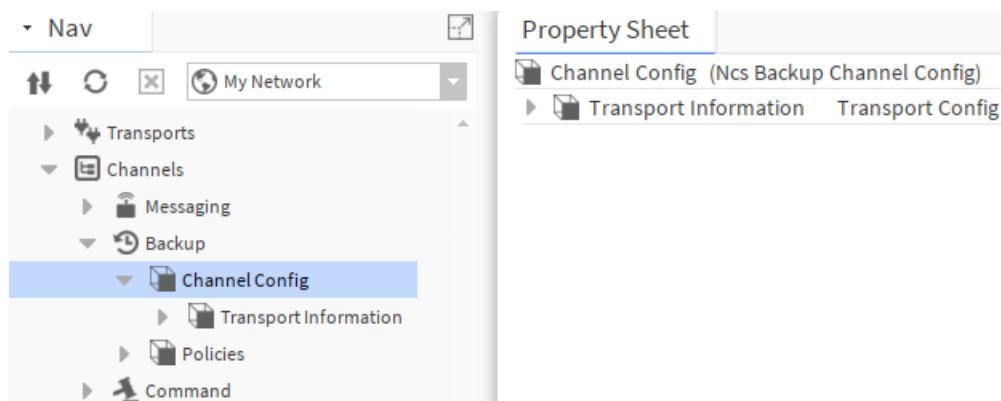 Nav
My Network
Transports
Channels
Messaging
Backup
Channel Config
Transport Information
Policies
Command
Property Sheet
Channel Config (Ncs Backup Channel Config)
Transport Information Transport Config